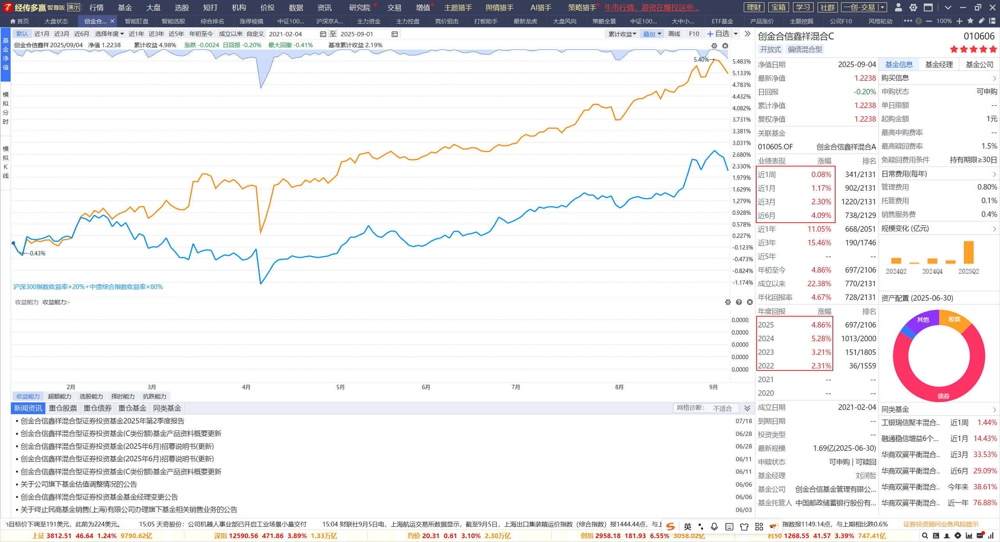 经传多赢 智尊版 演示 行情 基金 大盘 选股 短打 机构 价投 数据 资讯 研究院 交易 增值 主题猎手 舆情猎手 AI猎手 策略猎手 牛市行情，游资在爆拉这些... 理财 宝箱 学习 社群 一创-交易
首页 大盘状态 创金合... 智能盯盘 智能选股 综合排名 涨停棱镜 中证100... 沪深京A... 主力资金 主力控盘 竞价狙击 打板助手 最新龙虎 大盘风向 策略全景 中证100... 大中小... ETF基金 产品涨价 主题挖掘 公司F10 风格轮动 100%
默认 近1月 近3月 近6月 选择年度 近1年 近3年 近5年 年初至今 成立以来 自定义 2021-02-04 至 2025-09-01 累计收益 叠加 画线 F10 自选
创金合信鑫祥 2025/09/04 净值 1.2238 累计收益 4.98% 涨跌 -0.0024 日回报 -0.20% 最大回撤 -0.41% 基准累计收益 2.19%
基金净值
模拟分时
模拟K线
5.40%
-0.43%
5.483%
5.133%
4.783%
4.432%
4.082%
3.731%
3.381%
3.031%
2.680%
2.330%
1.979%
1.629%
1.279%
0.928%
0.578%
0.227%
-0.123%
-0.473%
-0.824%
-1.174%
沪深300指数收益率×20%+中债综合指数收益率×80%
收益能力 收益能力:-
0.0000
0.0000
0.0000
0.0000
0.0000
2月 3月 4月 5月 6月 7月 8月 9月
收益能力 超额能力 选股能力 择时能力 抗跌能力
新闻资讯 重仓股票 重仓债券 重仓基金 同类基金 网格诊断： 不适合
• 创金合信鑫祥混合型证券投资基金2025年第2季度报告 07/18
• 创金合信鑫祥混合型证券投资基金(C类份额)基金产品资料概要更新 06/28
• 创金合信鑫祥混合型证券投资基金(2025年6月)招募说明书(更新) 06/28
• 创金合信鑫祥混合型证券投资基金(2025年6月)招募说明书(更新) 06/11
• 创金合信鑫祥混合型证券投资基金(C类份额)基金产品资料概要更新 06/11
• 关于公司旗下基金估值调整情况的公告 06/06
• 创金合信鑫祥混合型证券投资基金基金经理变更公告 06/06
• 关于终止民商基金销售(上海)有限公司办理旗下基金相关销售业务的公告 06/03
创金合信鑫祥混合C 010606
开放式 偏债混合型
净值日期 2025-09-04
最新净值 1.2238
日回报 -0.20%
累计净值 1.2238
复权净值 1.2238
关联基金
010605.OF 创金合信鑫祥混合A
业绩表现 涨幅 排名
近1周 0.08% 341/2131
近1月 1.17% 902/2131
近3月 2.30% 1220/2131
近6月 4.09% 738/2129
近1年 11.05% 668/2051
近3年 15.46% 190/1746
近5年 -- --
年初至今 4.86% 697/2106
成立以来 22.38% 770/2131
年化回报率 4.67% 728/2131
年度回报 涨幅 排名
2025 4.86% 697/2106
2024 5.28% 1013/2000
2023 3.21% 151/1805
2022 2.31% 36/1559
2021 -- --
2020 -- --
成立日期 2021-02-04
到期日期 --
投资类型 --
最新规模 1.69亿(2025-06-30)
申赎状态 可申购 | 可赎回
基金经理 刘润哲
基金公司 创金合信基金管理有限公...
基金托管人 中国邮政储蓄银行股份有...
基金信息 基金经理 基金公司
购买信息
申购状态 可申购
单日限额 --
起购金额 1元
最高申购费率 --
最高赎回费率 1.5%
免赎回费用条件 持有期限≥30日
日常费用(每年)
管理费用 0.80%
托管费用 0.1%
销售服务费 0.4%
规模变化 (亿元)
2024Q2 2024Q4 2025Q2
资产配置 (2025-06-30)
其他 股票
债券
同类基金
工银瑞信聚丰混合.. 近1周 1.44%
融通稳信增益6个... 近1月 14.43%
华商双翼平衡混合.. 近3月 33.53%
华商双翼平衡混合.. 近6月 29.09%
华商双翼平衡混合.. 今年来 38.61%
华商双翼平衡混合.. 近一年 76.88%
目标价下调至191美元，此前为224美元。 15:05 天奇股份：公司机器人事业部已开启工业场景小量交付 15:04 财联社9月5日电，上海航运交易所数据显示，截至9月5日，上海出口集装箱运价指数（综合指数）报1444.44点，与上 英 指数报1149.14点，与上期相比跌0.6% 证券投资顾问业务风险提示
上证 3812.51 46.64 1.24% 9790.62亿 深指 12590.56 471.86 3.89% 1.33万亿 均价 20.31 0.61 3.10% 2.30万亿 创指 2958.18 181.93 6.55% 3058.02亿 科50 1268.55 41.57 3.39% 747.41亿